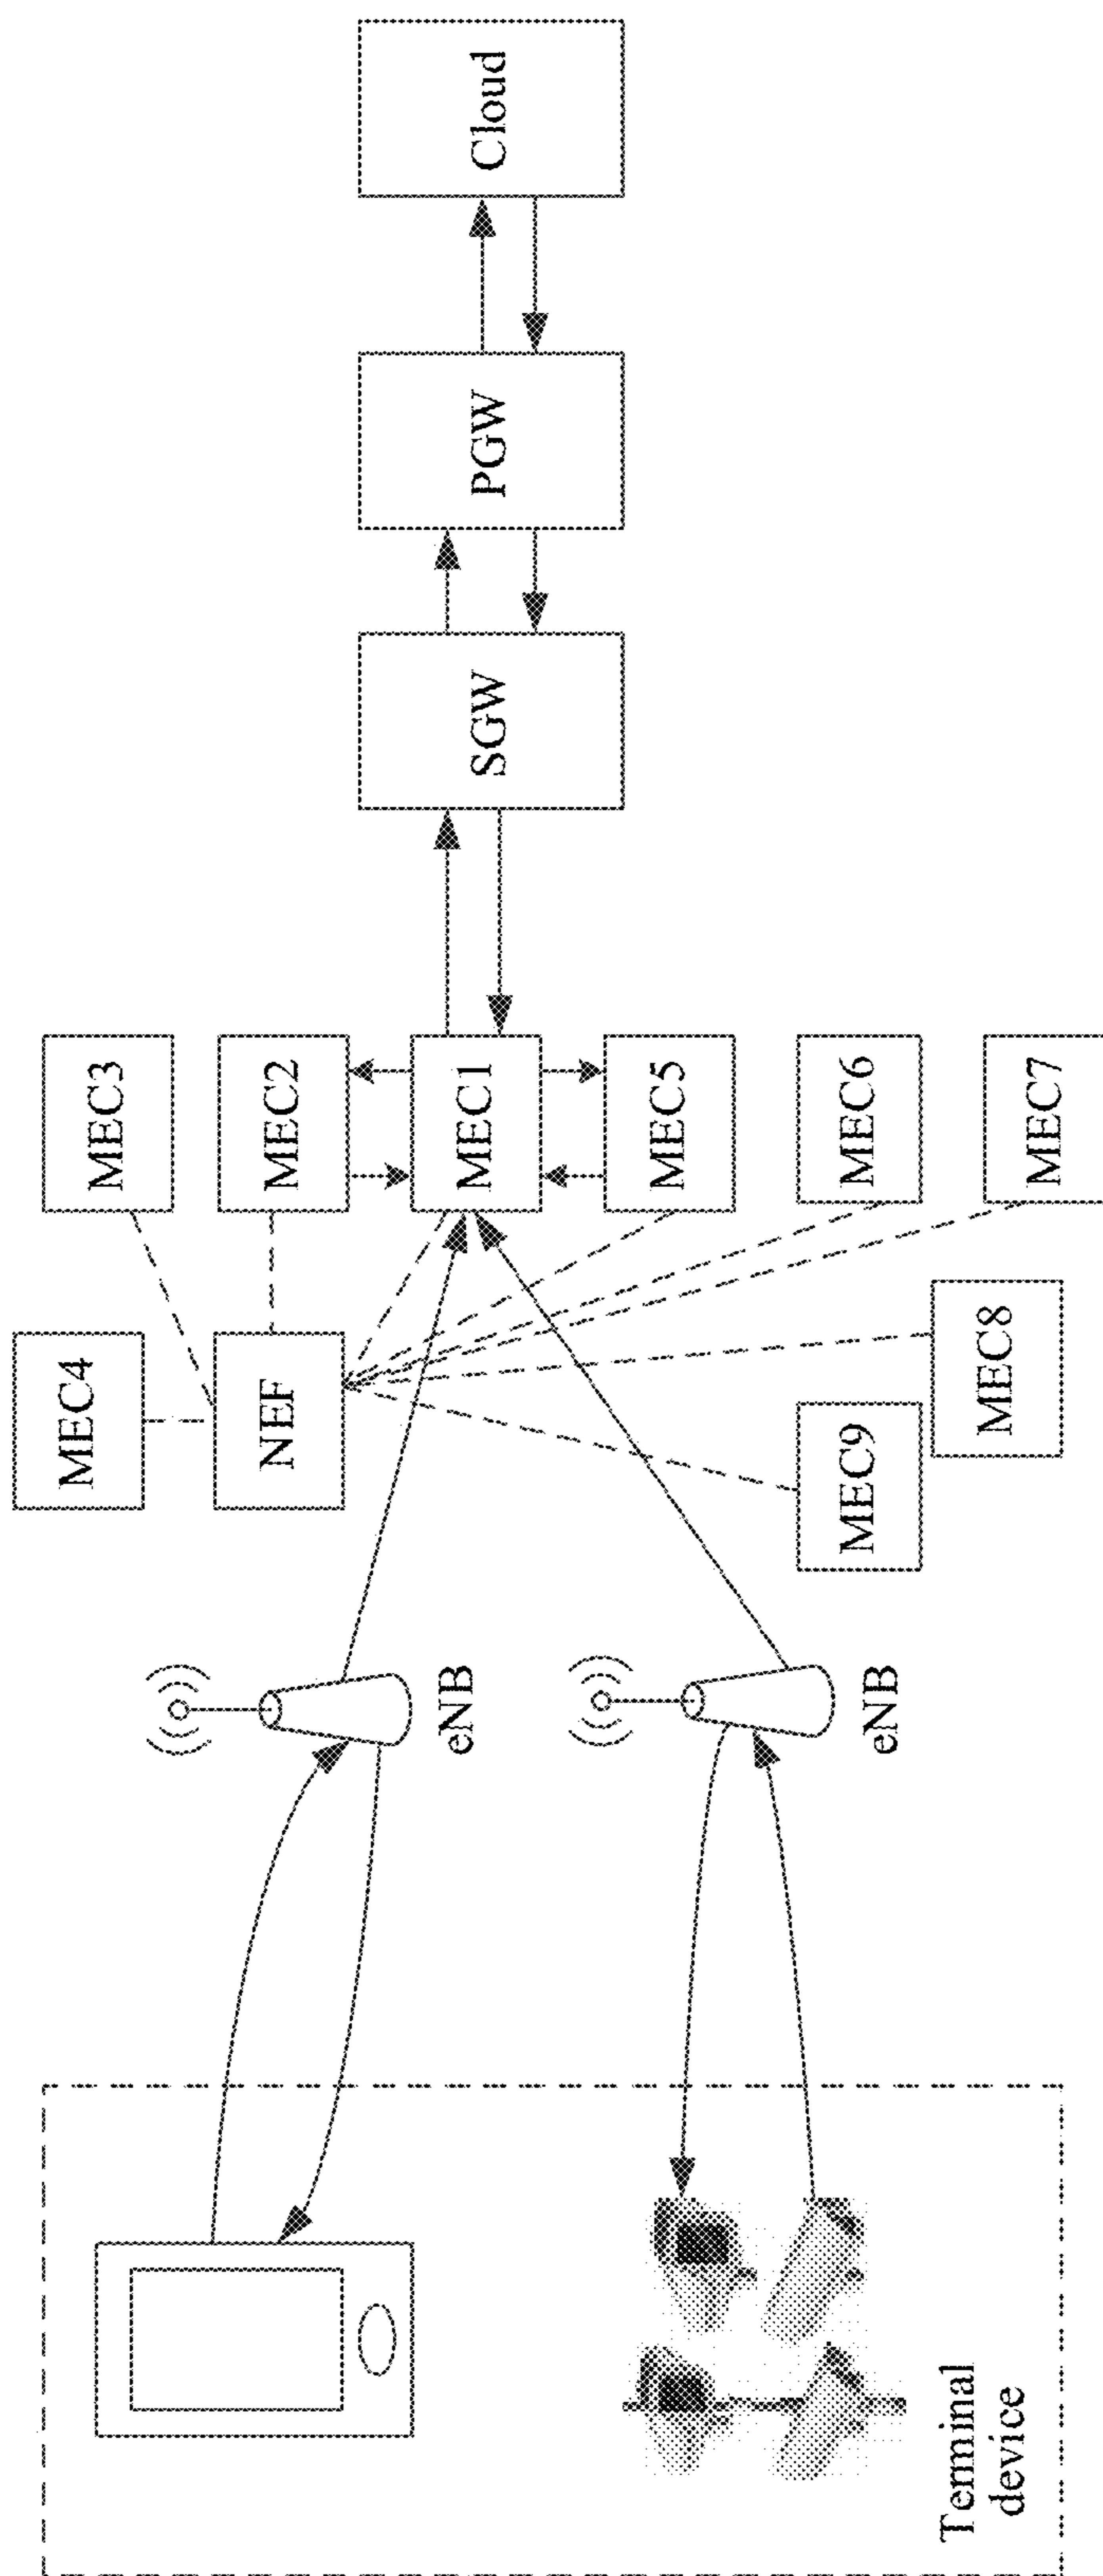 Terminal
device
eNB
eNB
MEC4
NEF
MEC9
MEC8
MEC3
MEC2
MEC1
MEC5
MEC6
MEC7
SGW
PGW
Cloud